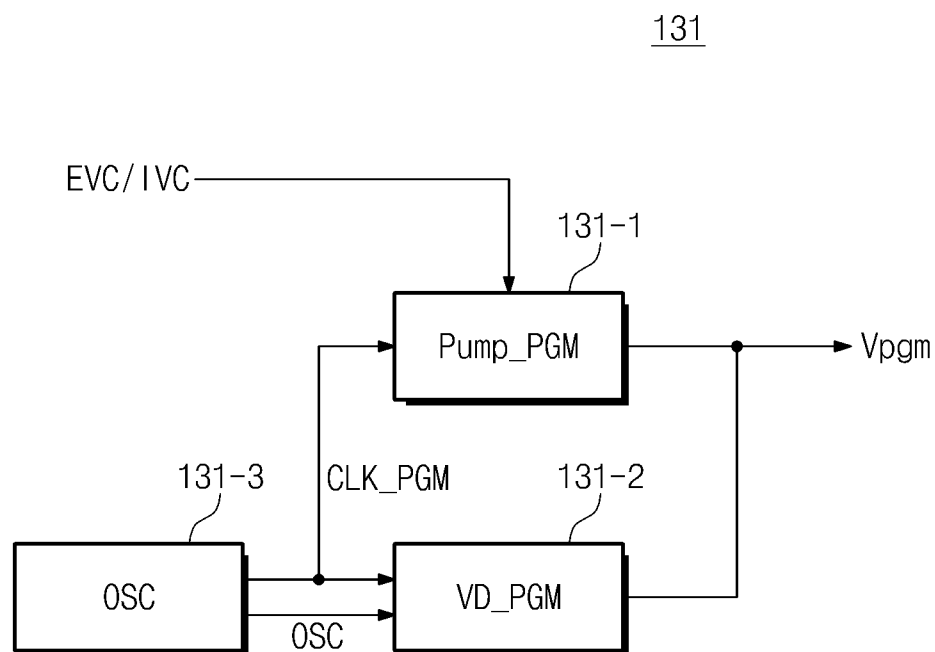 131
EVC/IVC
131-1
Pump_PGM
Vpgm
131-3
CLK_PGM
131-2
OSC
VD_PGM
OSC